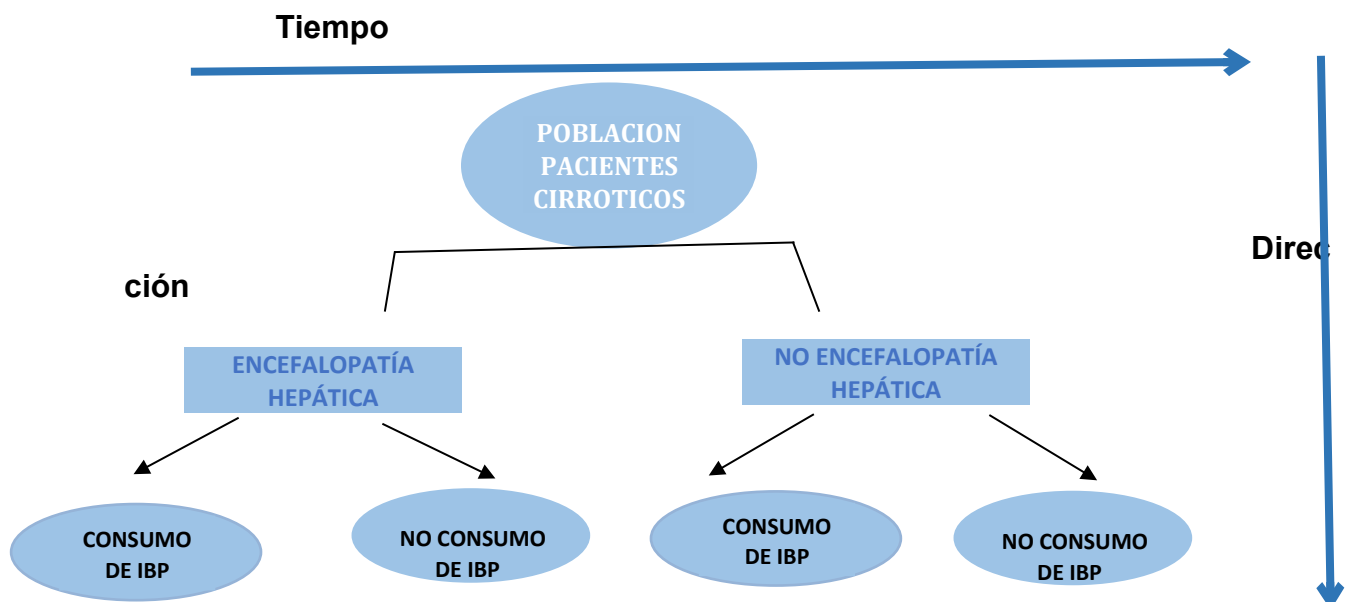 Tiempo
POBLACION
PACIENTES
CIRROTICOS
Direc
ción
ENCEFALOPATÍA
HEPÁTICA
NO ENCEFALOPATÍA
HEPÁTICA
CONSUMO
DE IBP
NO CONSUMO
DE IBP
CONSUMO
DE IBP
NO CONSUMO
DE IBP